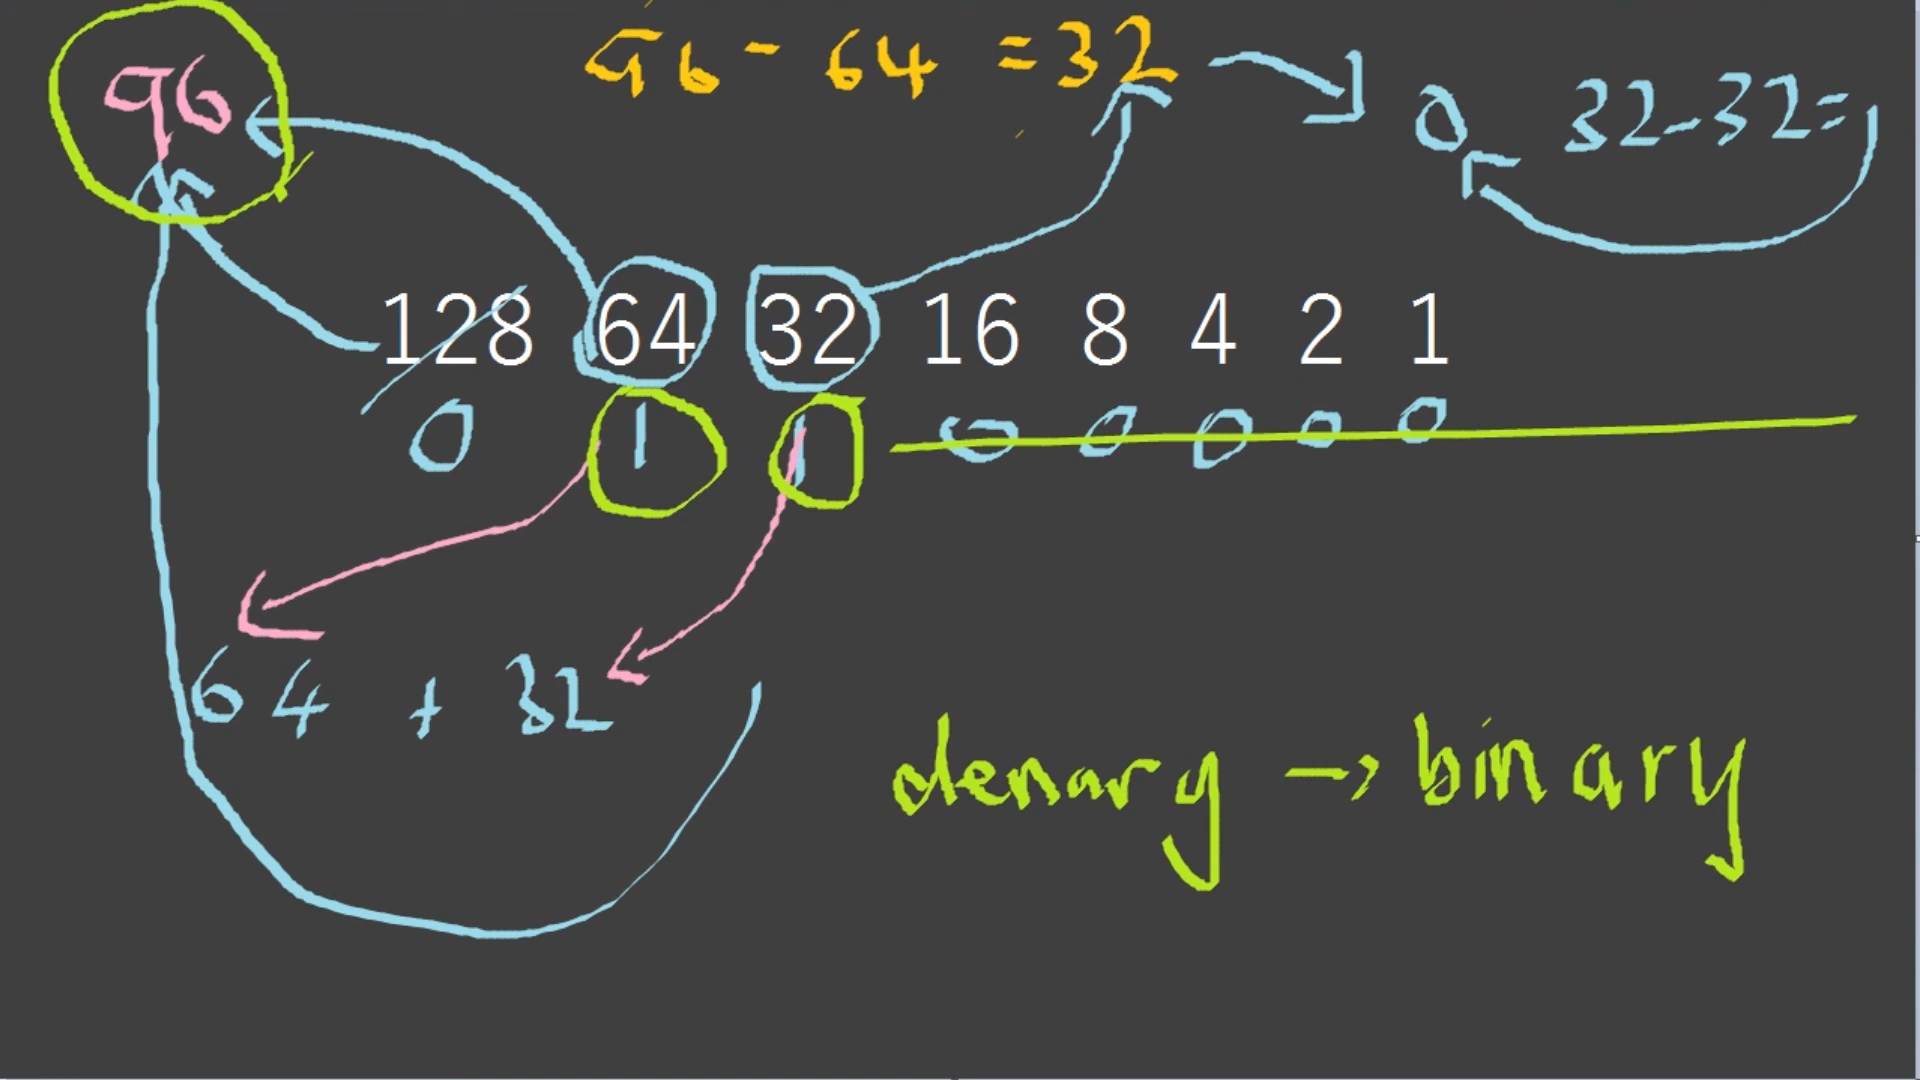 96 96 - 64 = 32 0 32-32=
128 64 32 16 8 4 2 1
0 1 1 0 0 0 0 0
64 + 32
denary → binary